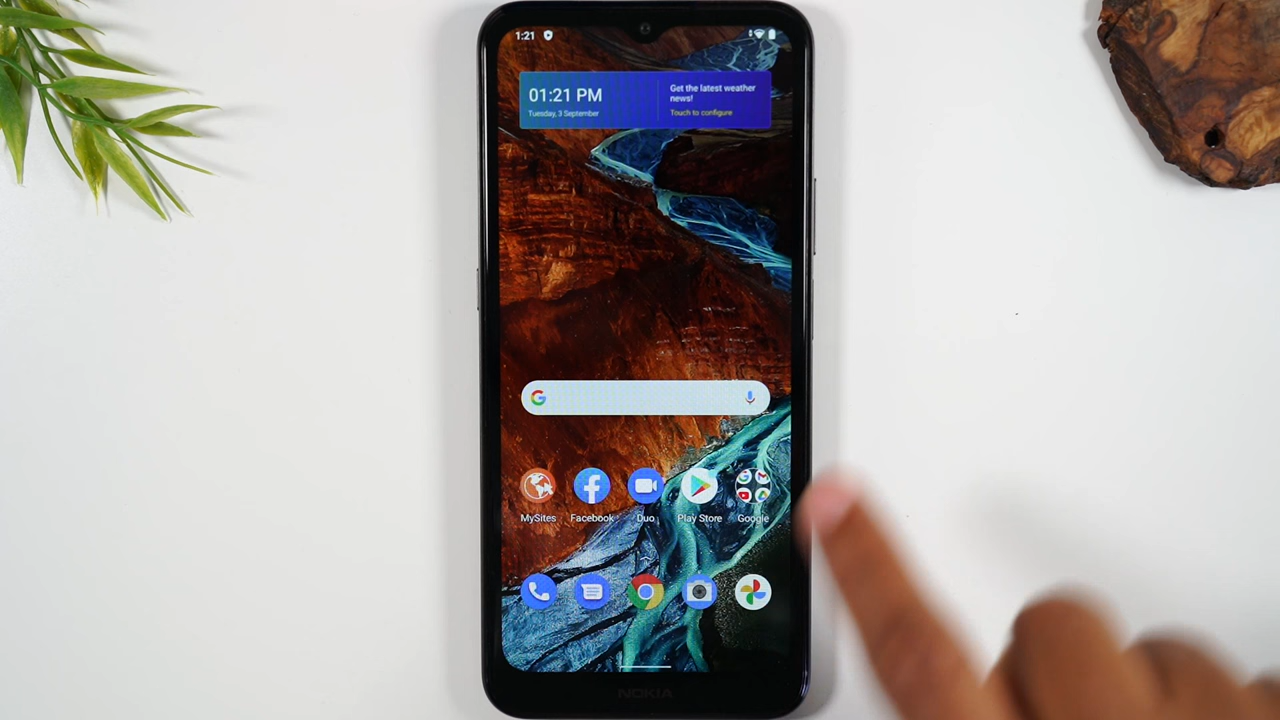 1:21
01:21 PM
Tuesday, 3 September
Get the latest weather
news!
Touch to configure
MySites
Facebook
Duo
Play Store
Google
NOKIA